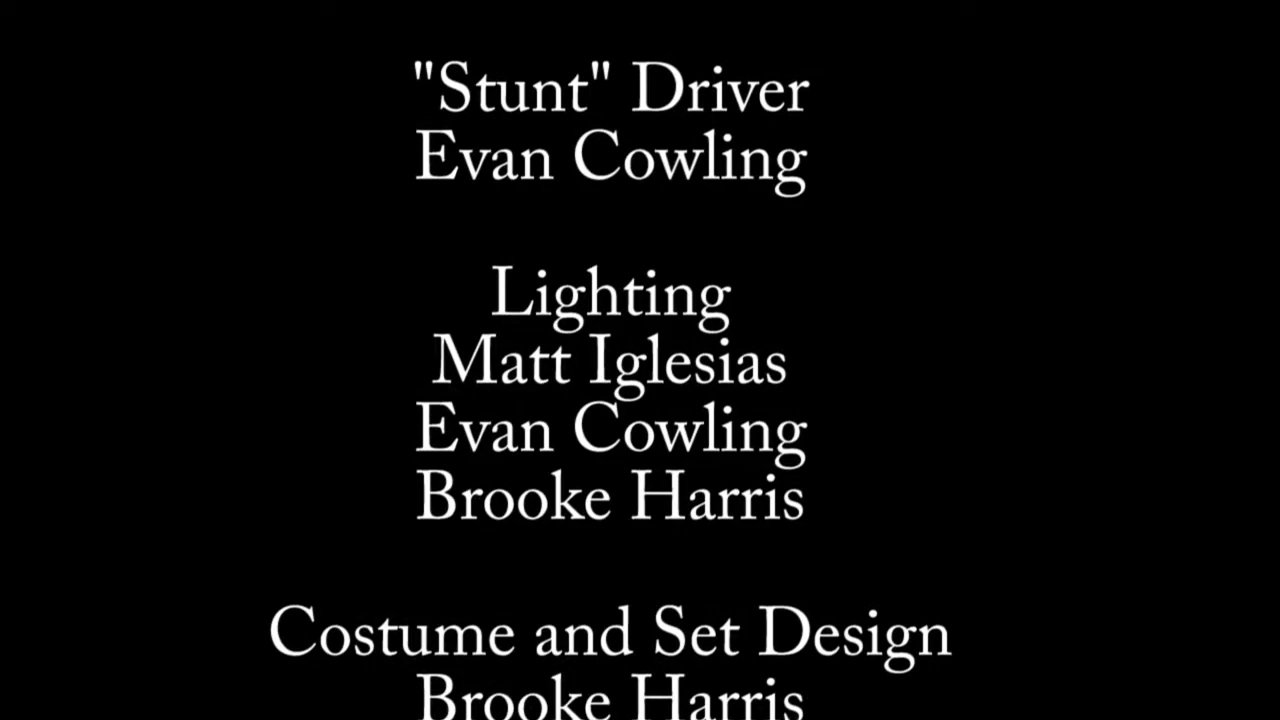 "Stunt" Driver
Evan Cowling
Lighting
Matt Iglesias
Evan Cowling
Brooke Harris
Costume and Set Design
Brooke Harris